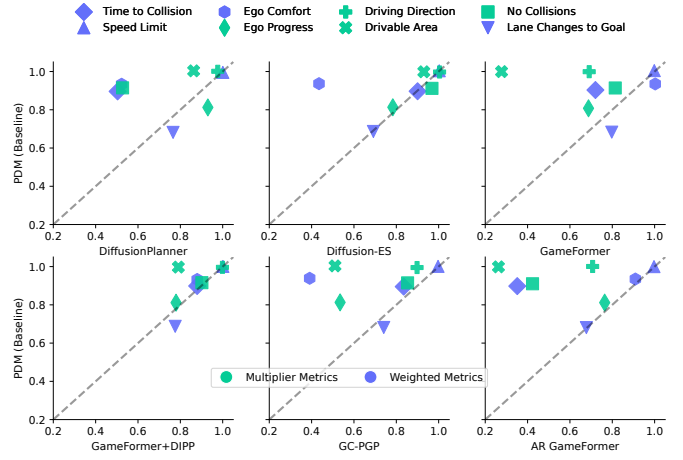 Time to Collision Ego Comfort Driving Direction No Collisions
Speed Limit Ego Progress Drivable Area Lane Changes to Goal
PDM (Baseline)
1.0
0.8
0.6
0.4
0.2
0.2 0.4 0.6 0.8 1.0
DiffusionPlanner
0.2 0.4 0.6 0.8 1.0
Diffusion-ES
0.2 0.4 0.6 0.8 1.0
GameFormer
PDM (Baseline)
1.0
0.8
0.6
0.4
0.2
Multiplier Metrics Weighted Metrics
0.2 0.4 0.6 0.8 1.0
GameFormer+DIPP
0.2 0.4 0.6 0.8 1.0
GC-PGP
0.2 0.4 0.6 0.8 1.0
AR GameFormer